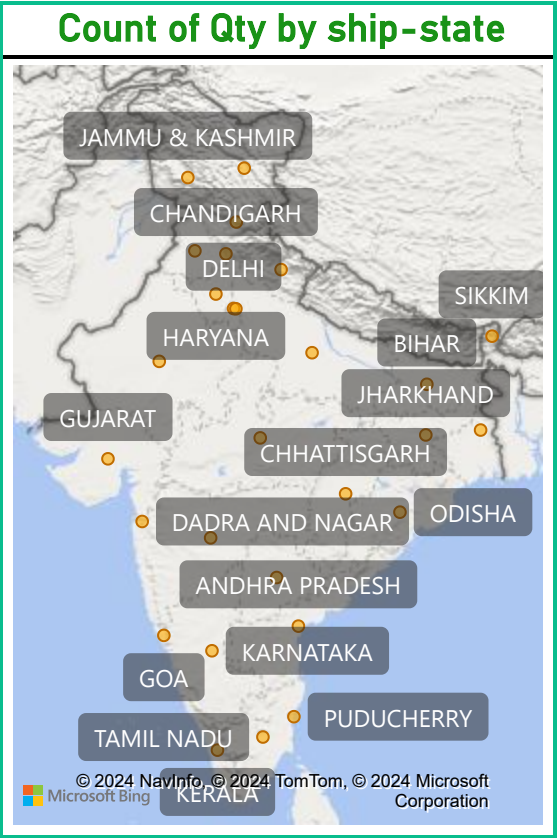 Count of Qty by ship-state
JAMMU & KASHMIR
CHANDIGARH
DELHI
SIKKIM
HARYANA
BIHAR
JHARKHAND
GUJARAT
CHHATTISGARH
DADRA AND NAGAR
ODISHA
ANDHRA PRADESH
KARNATAKA
GOA
PUDUCHERRY
TAMIL NADU
© 2024 NavInfo, © 2024 TomTom, © 2024 Microsoft
Corporation
Microsoft Bing
KERALA